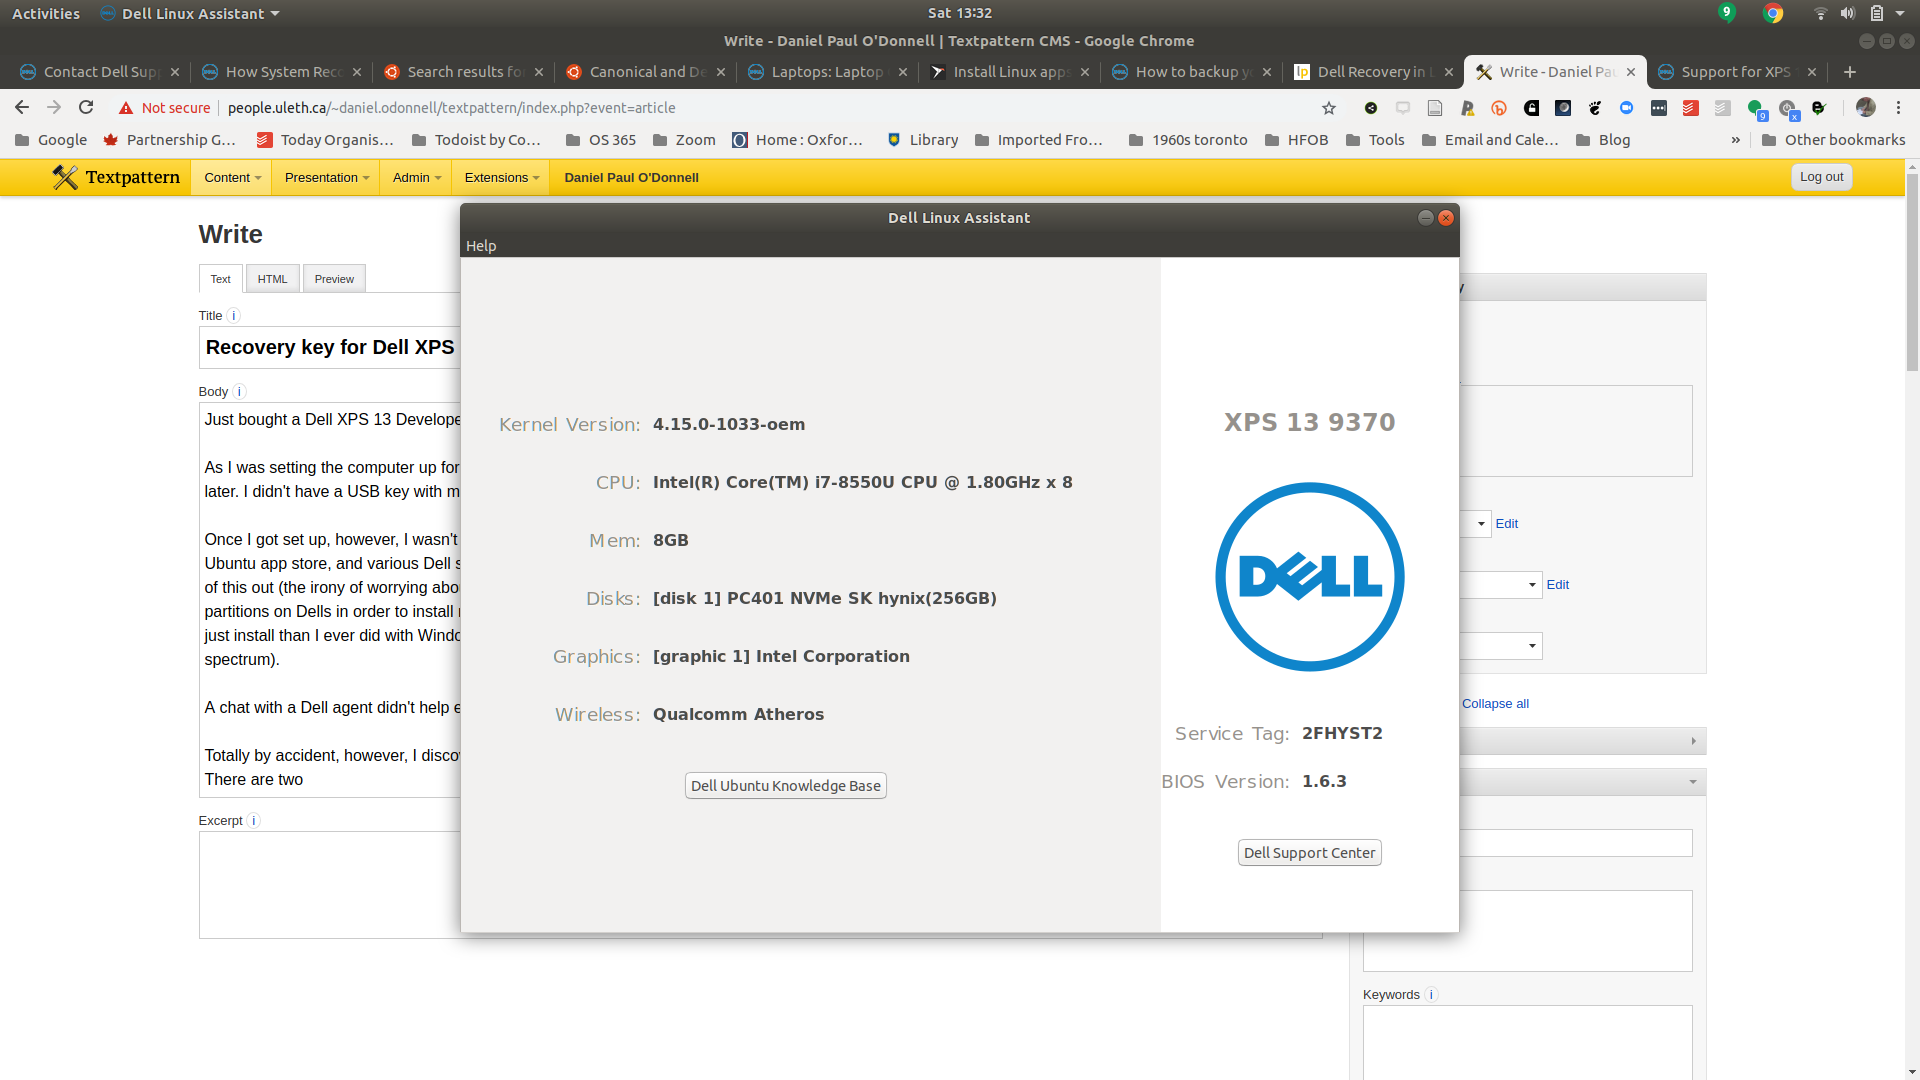 Activities Dell Linux Assistant Sat 13:32 9
Write - Daniel Paul O'Donnell | Textpattern CMS - Google Chrome
Contact Dell Sup How System Rec Search results fo Canonical and De Laptops: Laptop Install Linux apps How to backup y Dell Recovery in Write - Daniel Pau Support for XPS
Not secure people.uleth.ca/~daniel.odonnell/textpattern/index.php?event=article
Google Partnership G... Today Organis... Todoist by Co... OS 365 Zoom Home : Oxfor... Library Imported Fro... 1960s toronto HFOB Tools Email and Cale... Blog » Other bookmarks
Textpattern Content Presentation Admin Extensions Daniel Paul O'Donnell Log out
Write
Text HTML Preview
Title i
Recovery key for Dell XPS
Body i
Just bought a Dell XPS 13 Develope
As I was setting the computer up for
later. I didn't have a USB key with m
Once I got set up, however, I wasn't
Ubuntu app store, and various Dell s
of this out (the irony of worrying abou
partitions on Dells in order to install
just install than I ever did with Windo
spectrum).
A chat with a Dell agent didn't help e
Totally by accident, however, I disco
There are two
Excerpt i
Dell Linux Assistant
Help
Kernel Version: 4.15.0-1033-oem
CPU: Intel(R) Core(TM) i7-8550U CPU @ 1.80GHz x 8
Mem: 8GB
Disks: [disk 1] PC401 NVMe SK hynix(256GB)
Graphics: [graphic 1] Intel Corporation
Wireless: Qualcomm Atheros
Dell Ubuntu Knowledge Base
XPS 13 9370
DELL
Service Tag: 2FHYST2
BIOS Version: 1.6.3
Dell Support Center
Edit
Edit
Collapse all
Keywords i